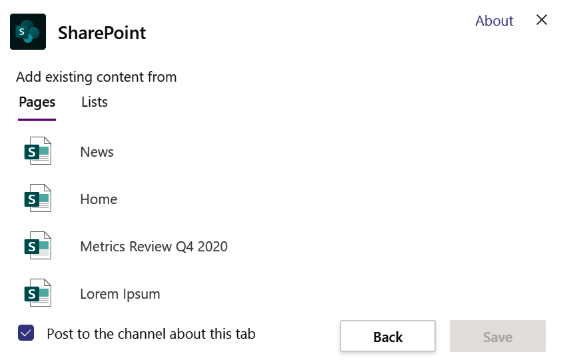 SharePoint
About
Add existing content from
Pages Lists
News
Home
Metrics Review Q4 2020
Lorem Ipsum
Post to the channel about this tab
Back
Save